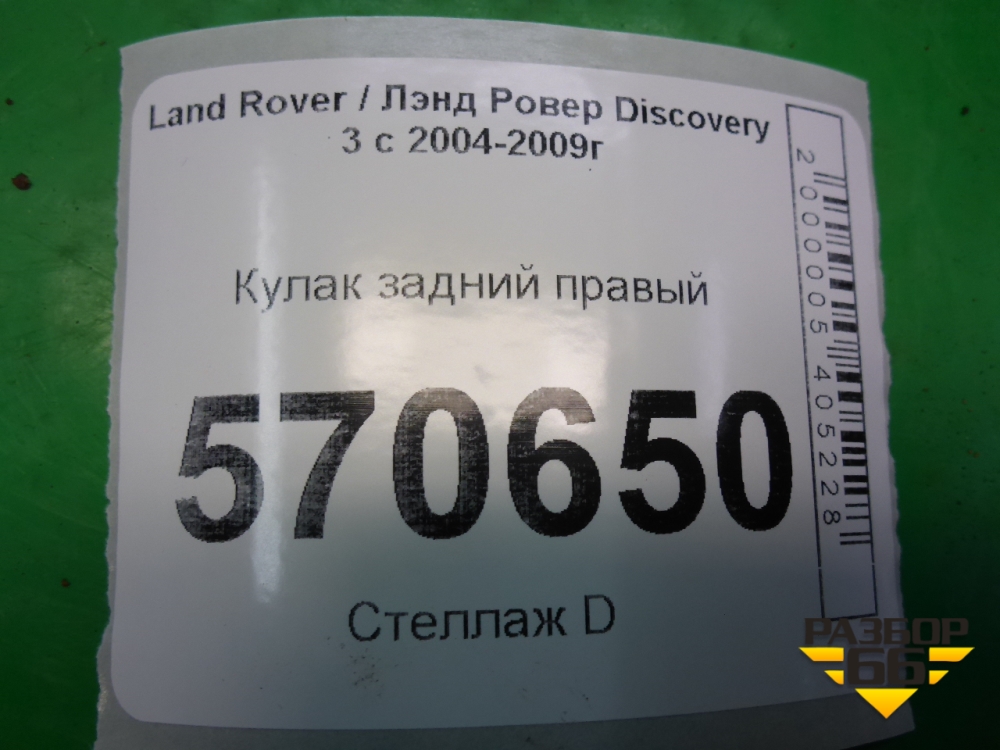 Land Rover / Лэнд Ровер Discovery
3 с 2004-2009г
Кулак задний правый
570650
Стеллаж D
2000005405228
РАЗБОР
66